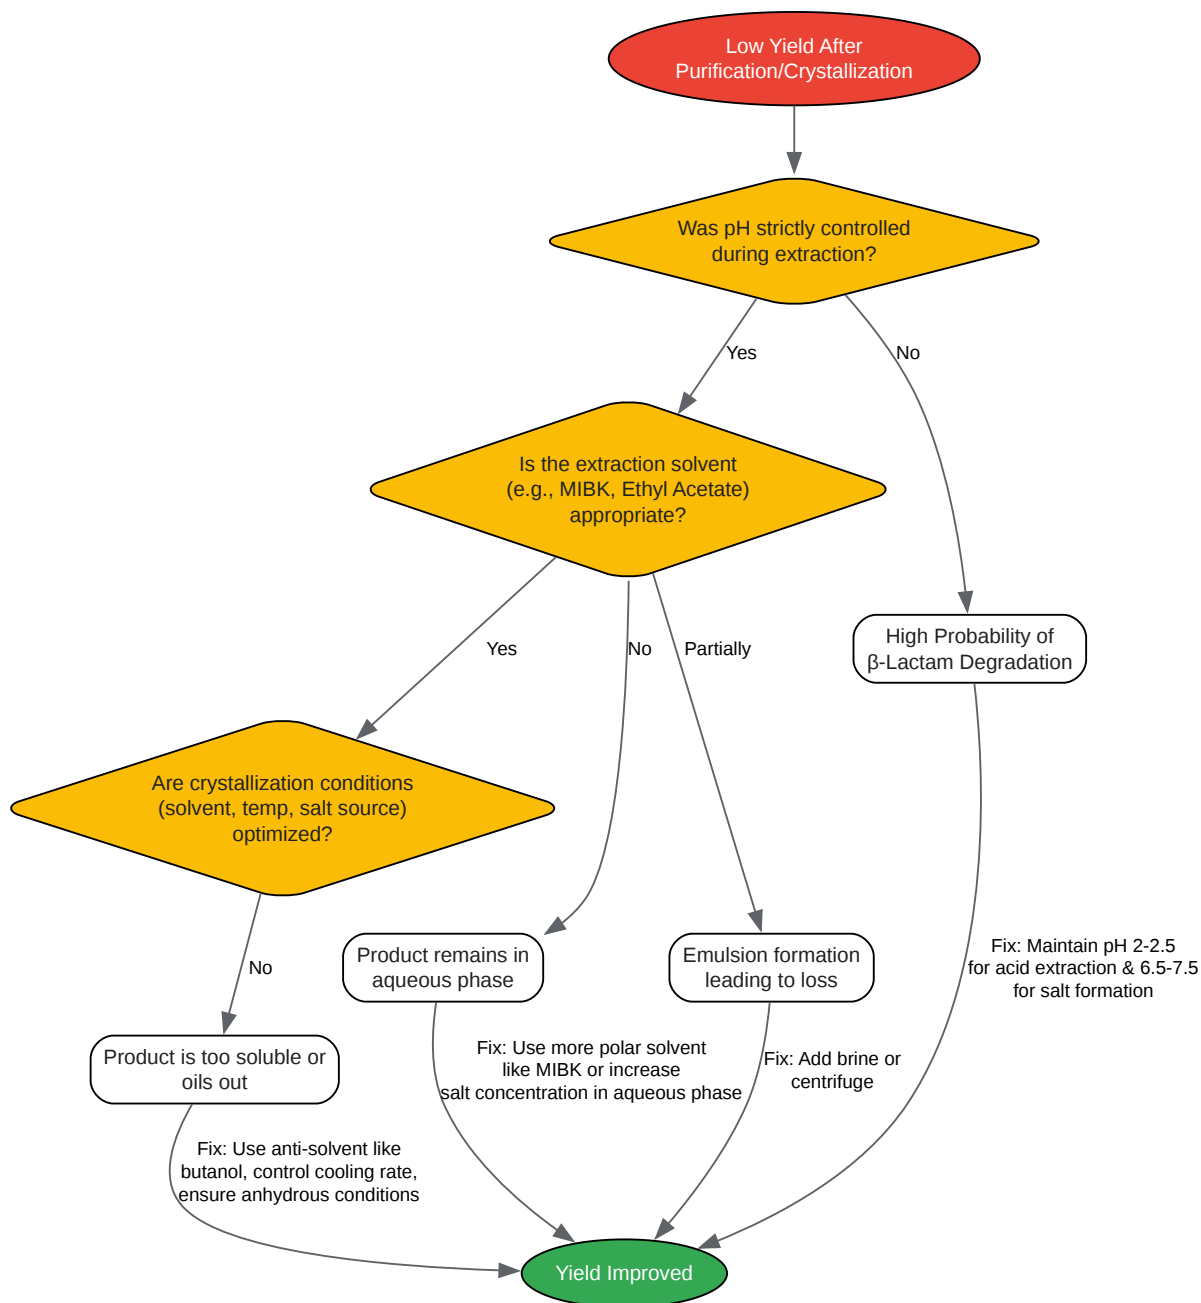 Low Yield After
Purification/Crystallization
Was pH strictly controlled
during extraction?
Yes
No
Is the extraction solvent
(e.g., MIBK, Ethyl Acetate)
appropriate?
Yes
No
Partially
High Probability of
β-Lactam Degradation
Are crystallization conditions
(solvent, temp, salt source)
optimized?
No
Product remains in
aqueous phase
Emulsion formation
leading to loss
Fix: Maintain pH 2-2.5
for acid extraction & 6.5-7.5
for salt formation
Product is too soluble or
oils out
Fix: Use more polar solvent
like MIBK or increase
salt concentration in aqueous phase
Fix: Add brine or
centrifuge
Fix: Use anti-solvent like
butanol, control cooling rate,
ensure anhydrous conditions
Yield Improved